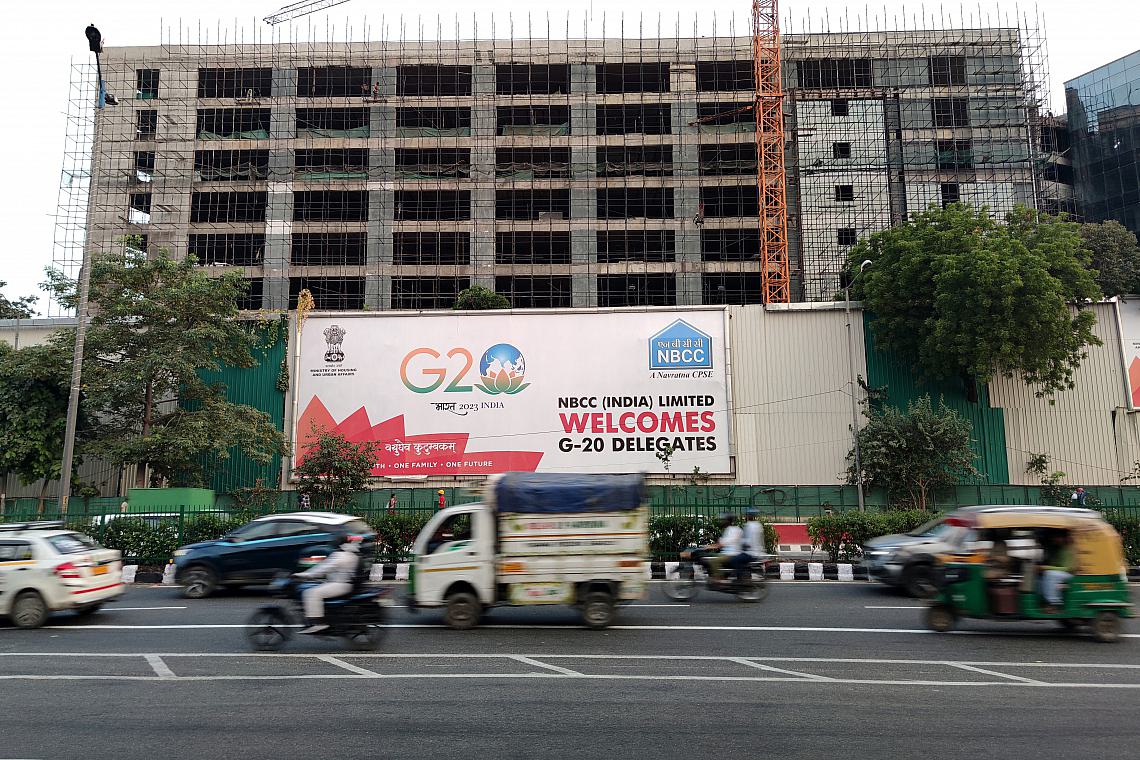 MINISTRY OF HOUSING
AND URBAN AFFAIRS
G20
भारत 2023 INDIA
वसुधैव कुटुम्बकम्
TH • ONE FAMILY • ONE FUTURE
एन बी सी सी
NBCC
A Navratna CPSE
NBCC (INDIA) LIMITED
WELCOMES
G-20 DELEGATES